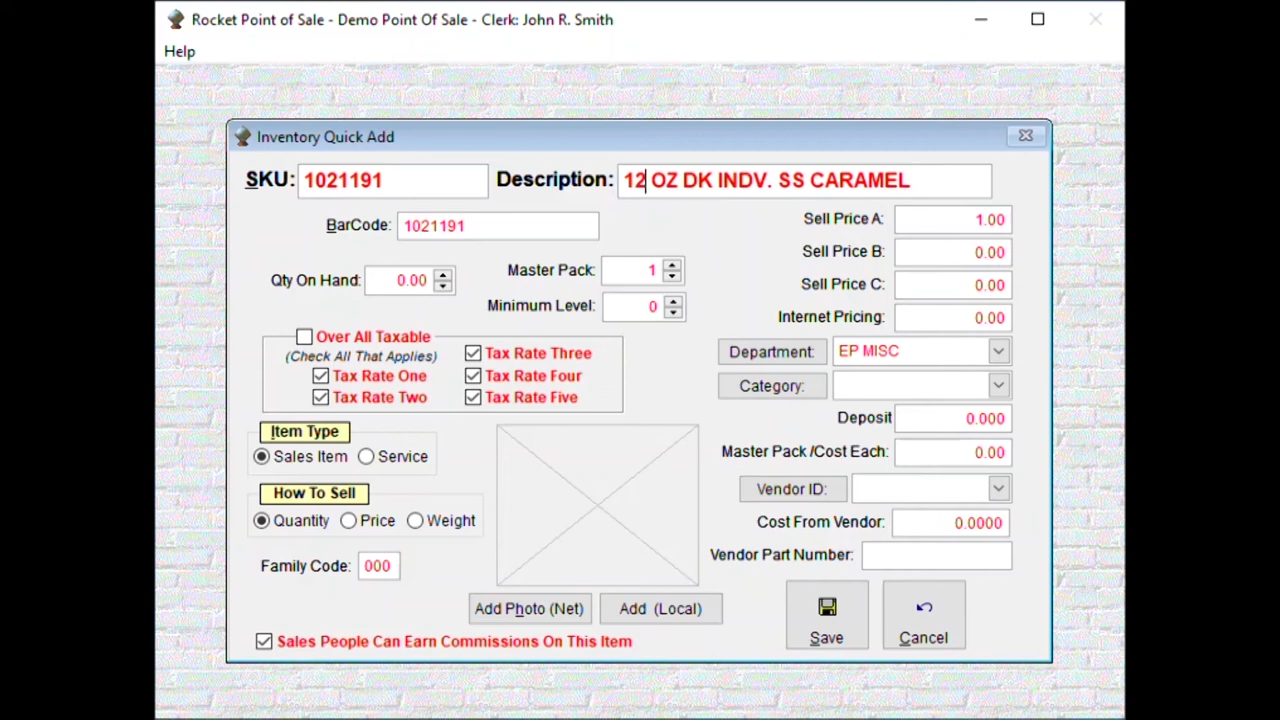 Rocket Point of Sale - Demo Point Of Sale - Clerk: John R. Smith
Help
Inventory Quick Add
SKU: 1021191 Description: 12 OZ DK INDV. SS CARAMEL
BarCode: 1021191
Sell Price A: 1.00
Sell Price B: 0.00
Qty On Hand: 0.00 Master Pack: 1
Sell Price C: 0.00
Minimum Level: 0
Internet Pricing: 0.00
Over All Taxable
(Check All That Applies) Tax Rate Three
Department: EP MISC
Tax Rate One Tax Rate Four
Category:
Tax Rate Two Tax Rate Five
Deposit 0.000
Item Type
Master Pack /Cost Each: 0.00
Sales Item Service
Vendor ID:
How To Sell
Quantity Price Weight
Cost From Vendor: 0.0000
Vendor Part Number:
Family Code: 000
Add Photo (Net) Add (Local)
Save Cancel
Sales People Can Earn Commissions On This Item